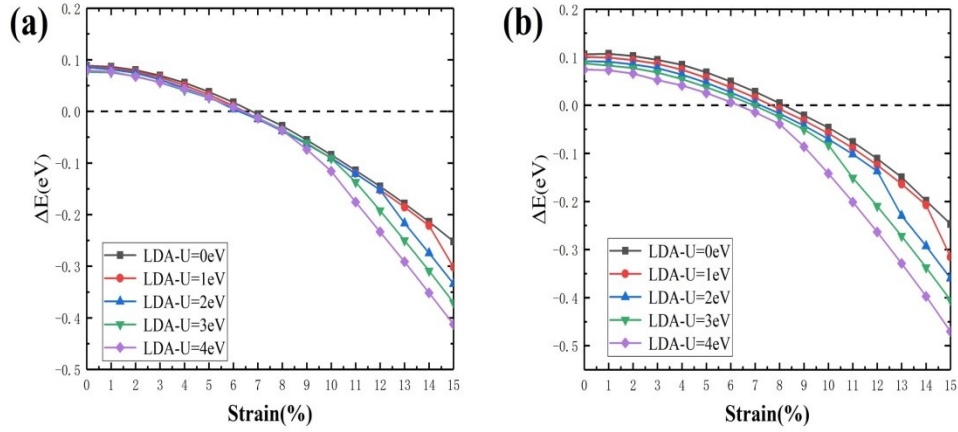 (a)
0.2
0.1
0.0
-0.1
-0.2
-0.3
-0.4
-0.5
ΔE(eV)
LDA-U=0eV
LDA-U=1eV
LDA-U=2eV
LDA-U=3eV
LDA-U=4eV
0 1 2 3 4 5 6 7 8 9 10 11 12 13 14 15
Strain(%)
(b)
0.2
0.1
0.0
-0.1
-0.2
-0.3
-0.4
-0.5
ΔE(eV)
LDA-U=0eV
LDA-U=1eV
LDA-U=2eV
LDA-U=3eV
LDA-U=4eV
0 1 2 3 4 5 6 7 8 9 10 11 12 13 14 15
Strain(%)